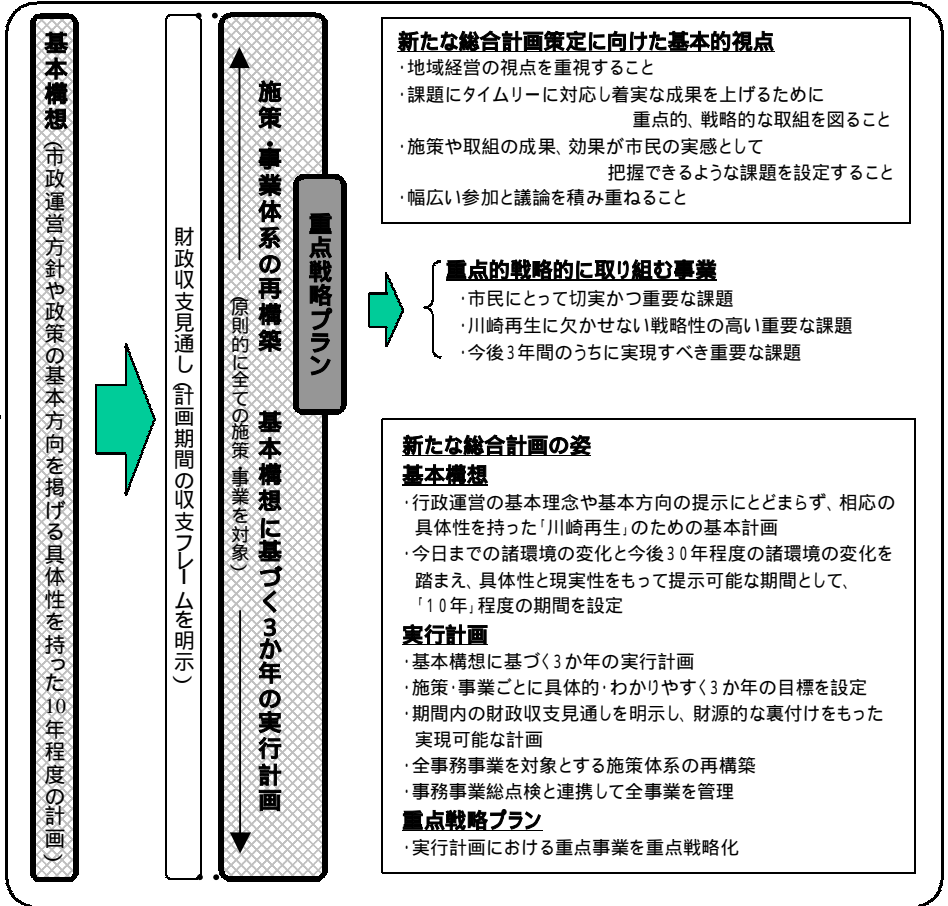 基本構想（市政運営方針や政策の基本方向を掲げる具体性を持った10年程度の計画）
財政収支見通し（計画期間の収支フレームを明示）
施策・事業体系の再構築　基本構想に基づく３か年の実行計画
（原則的に全ての施策・事業を対象）
重点戦略プラン
新たな総合計画策定に向けた基本的視点
・地域経営の視点を重視すること
・課題にタイムリーに対応し着実な成果を上げるために
重点的、戦略的な取組を図ること
・施策や取組の成果、効果が市民の実感として
把握できるような課題を設定すること
・幅広い参加と議論を積み重ねること
重点的戦略的に取り組む事業
・市民にとって切実かつ重要な課題
・川崎再生に欠かせない戦略性の高い重要な課題
・今後３年間のうちに実現すべき重要な課題
新たな総合計画の姿
基本構想
・行政運営の基本理念や基本方向の提示にとどまらず、相応の
具体性を持った「川崎再生」のための基本計画
・今日までの諸環境の変化と今後３０年程度の諸環境の変化を
踏まえ、具体性と現実性をもって提示可能な期間として、
「１０年」程度の期間を設定
実行計画
・基本構想に基づく３か年の実行計画
・施策・事業ごとに具体的・わかりやすく３か年の目標を設定
・期間内の財政収支見通しを明示し、財源的な裏付けをもった
実現可能な計画
・全事務事業を対象とする施策体系の再構築
・事務事業総点検と連携して全事業を管理
重点戦略プラン
・実行計画における重点事業を重点戦略化